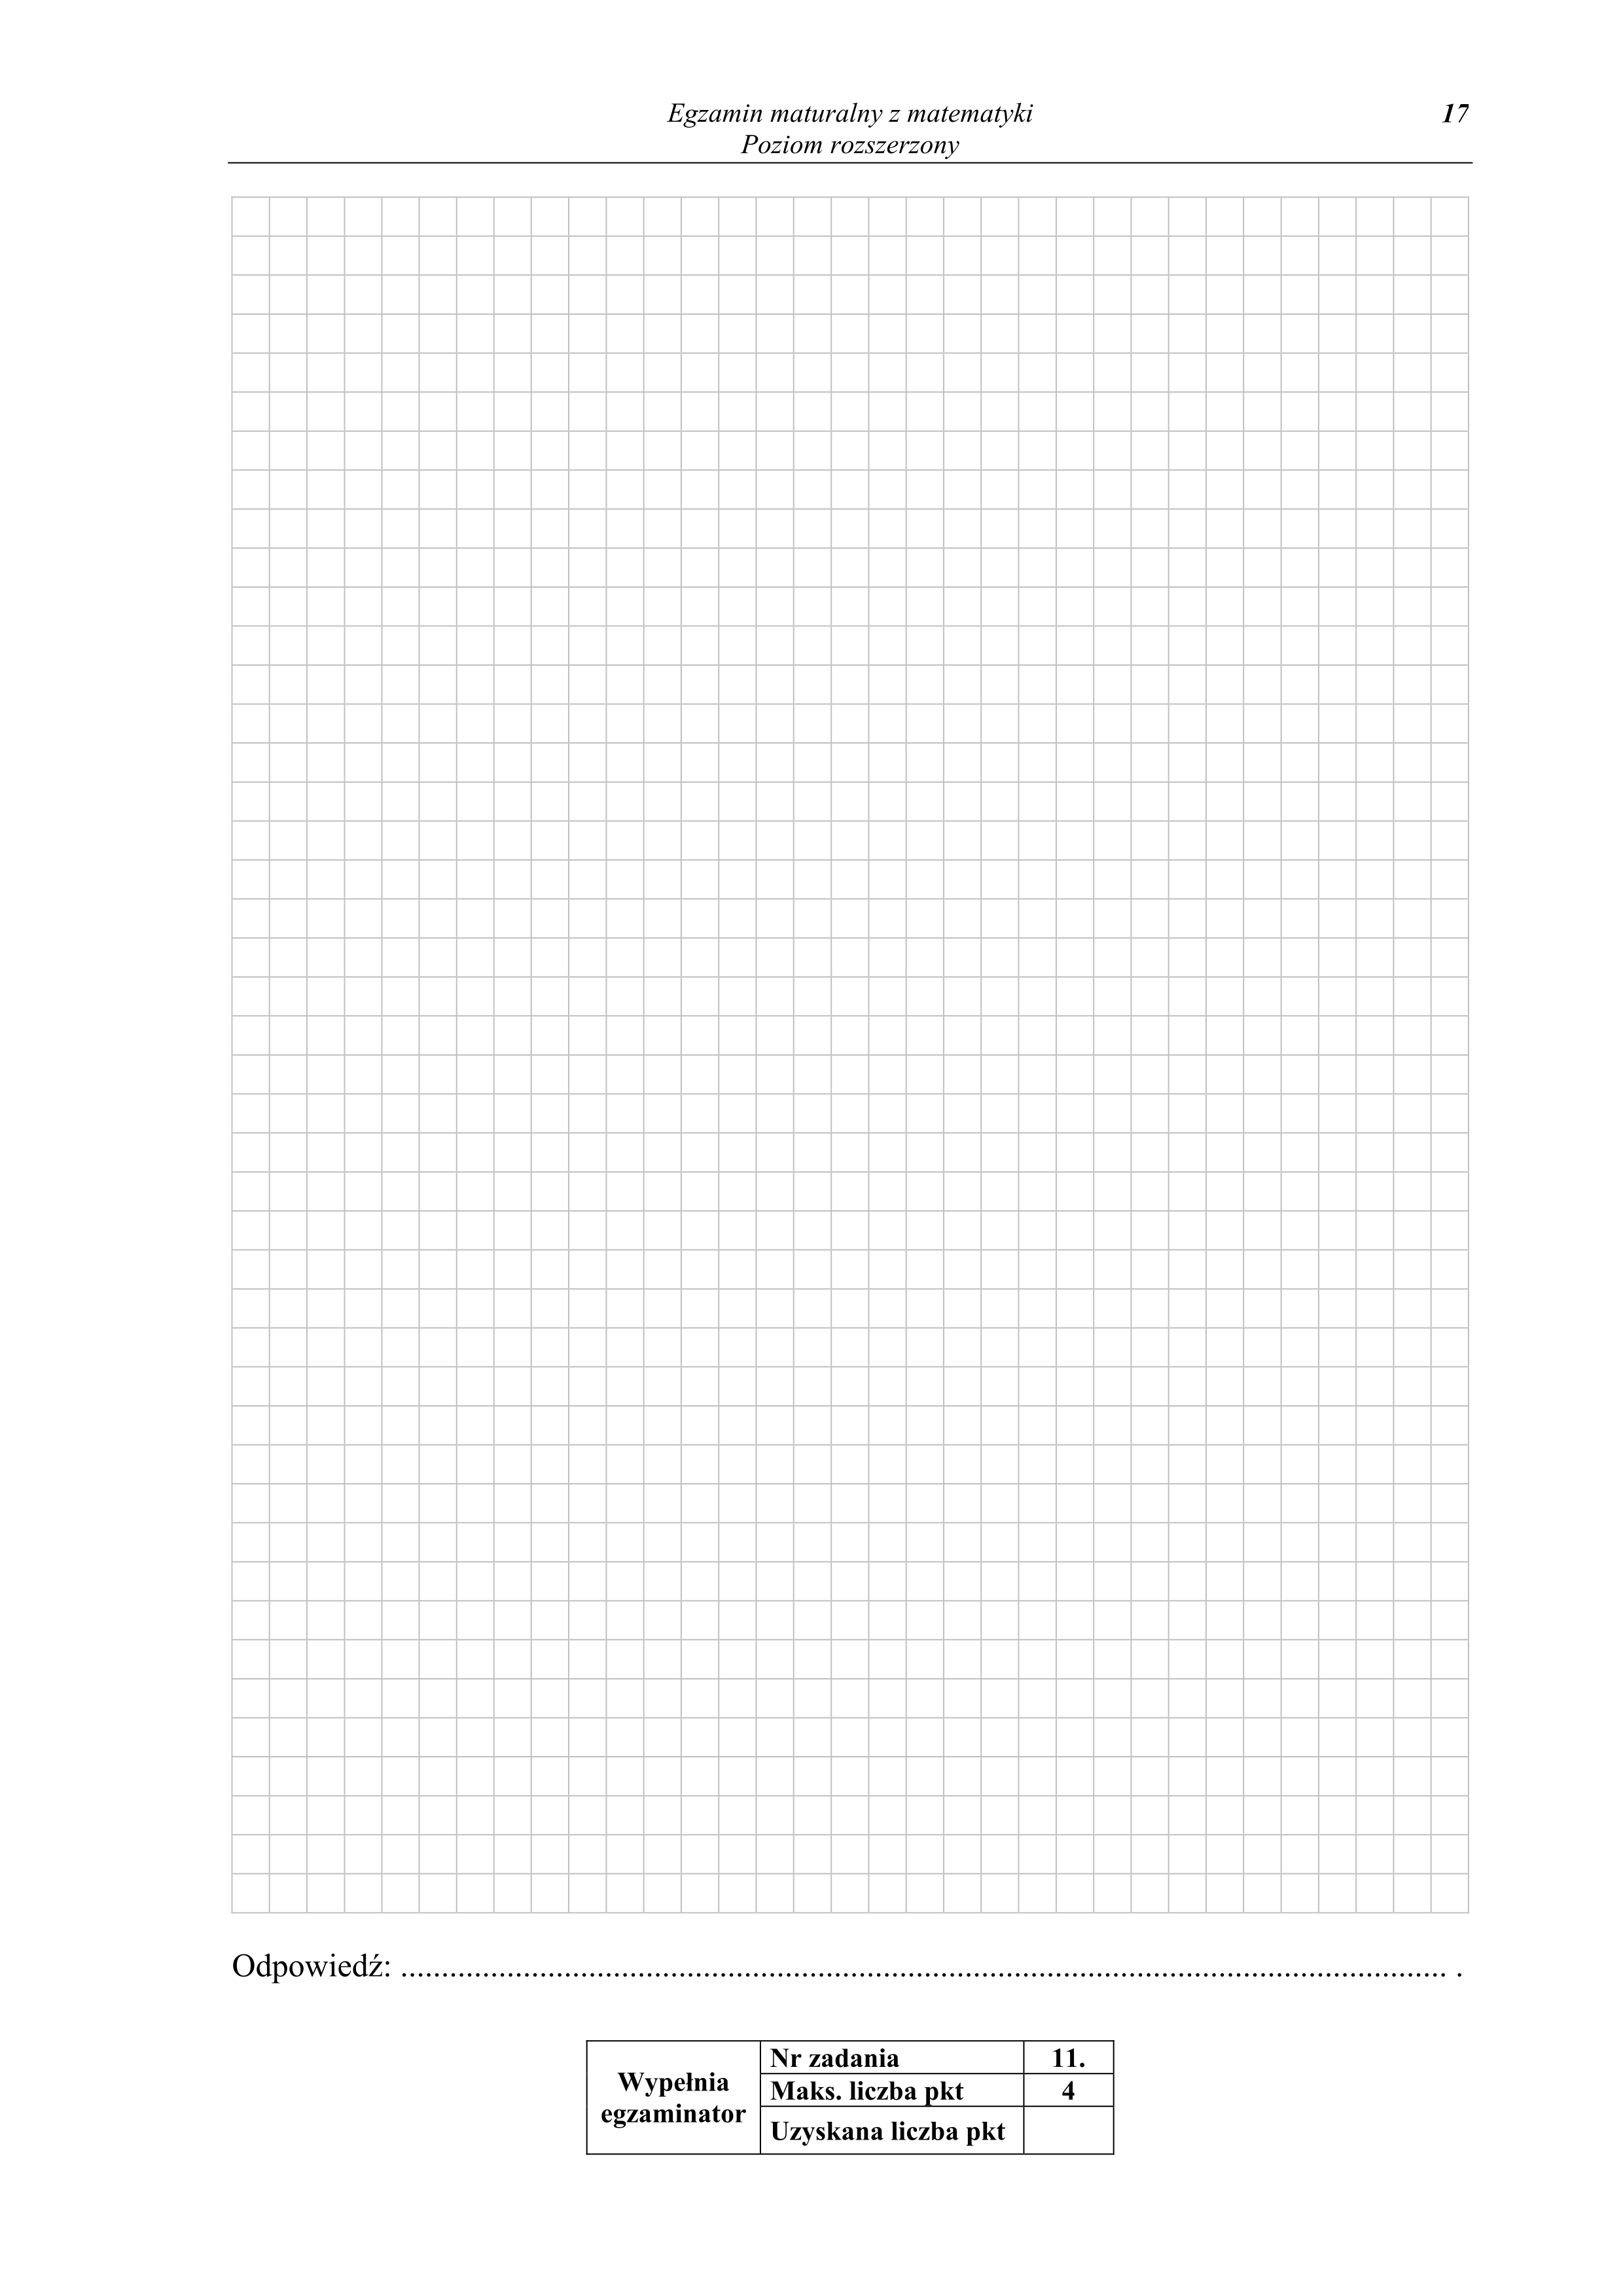 Egzamin maturalny z matematyki 17
Poziom rozszerzony
Odpowiedź: ................................................................................................................................ .
Wypełnia egzaminator
Nr zadania 11.
Maks. liczba pkt 4
Uzyskana liczba pkt